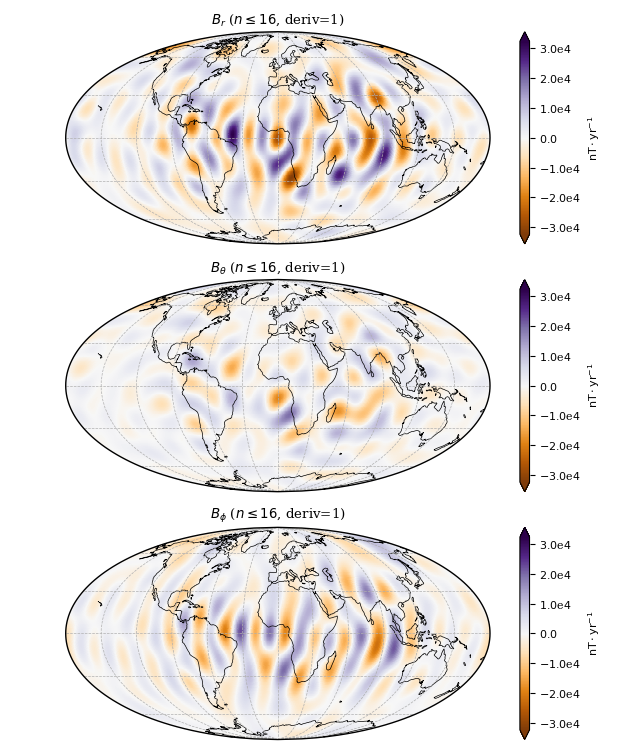 B_r (n ≤ 16, deriv=1)
3.0e4
2.0e4
1.0e4
0.0
−1.0e4
−2.0e4
−3.0e4
nT · yr⁻¹
B_θ (n ≤ 16, deriv=1)
3.0e4
2.0e4
1.0e4
0.0
−1.0e4
−2.0e4
−3.0e4
nT · yr⁻¹
B_ϕ (n ≤ 16, deriv=1)
3.0e4
2.0e4
1.0e4
0.0
−1.0e4
−2.0e4
−3.0e4
nT · yr⁻¹